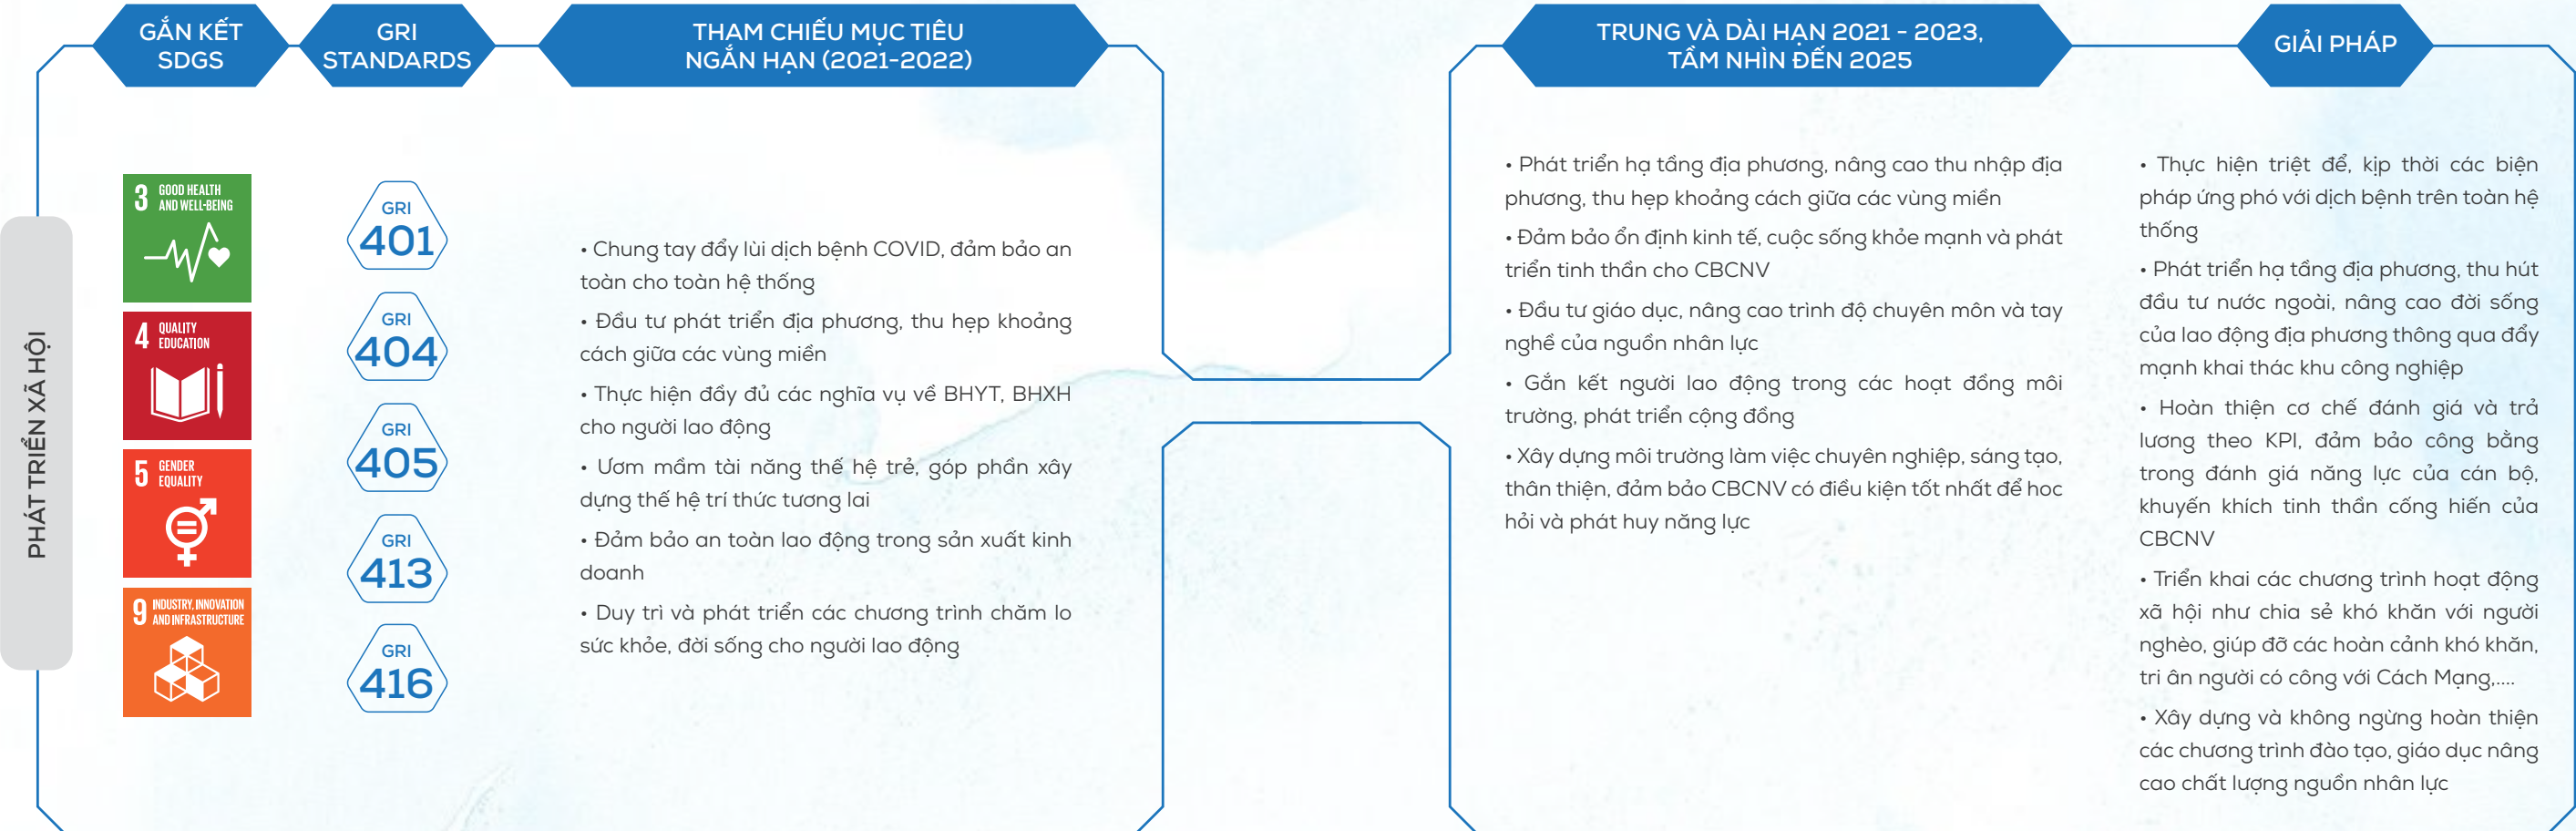 GẮN KẾT
SDGS
GRI
STANDARDS
THAM CHIẾU MỤC TIÊU
NGẮN HẠN (2021-2022)
TRUNG VÀ DÀI HẠN 2021 - 2023,
TẦM NHÌN ĐẾN 2025
GIẢI PHÁP
PHÁT TRIỂN XÃ HỘI
3 GOOD HEALTH
AND WELL-BEING
4 QUALITY
EDUCATION
5 GENDER
EQUALITY
9 INDUSTRY, INNOVATION
AND INFRASTRUCTURE
GRI
401
GRI
404
GRI
405
GRI
413
GRI
416
• Chung tay đẩy lùi dịch bệnh COVID, đảm bảo an
toàn cho toàn hệ thống
• Đầu tư phát triển địa phương, thu hẹp khoảng
cách giữa các vùng miền
• Thực hiện đầy đủ các nghĩa vụ về BHYT, BHXH
cho người lao động
• Ươm mầm tài năng thế hệ trẻ, góp phần xây
dựng thế hệ trí thức tương lai
• Đảm bảo an toàn lao động trong sản xuất kinh
doanh
• Duy trì và phát triển các chương trình chăm lo
sức khỏe, đời sống cho người lao động
• Phát triển hạ tầng địa phương, nâng cao thu nhập địa
phương, thu hẹp khoảng cách giữa các vùng miền
• Đảm bảo ổn định kinh tế, cuộc sống khỏe mạnh và phát
triển tinh thần cho CBCNV
• Đầu tư giáo dục, nâng cao trình độ chuyên môn và tay
nghề của nguồn nhân lực
• Gắn kết người lao động trong các hoạt đồng môi
trường, phát triển cộng đồng
• Xây dựng môi trường làm việc chuyên nghiệp, sáng tạo,
thân thiện, đảm bảo CBCNV có điều kiện tốt nhất để hoc
hỏi và phát huy năng lực
• Thực hiện triệt để, kịp thời các biện
pháp ứng phó với dịch bệnh trên toàn hệ
thống
• Phát triển hạ tầng địa phương, thu hút
đầu tư nước ngoài, nâng cao đời sống
của lao động địa phương thông qua đẩy
mạnh khai thác khu công nghiệp
• Hoàn thiện cơ chế đánh giá và trả
lương theo KPI, đảm bảo công bằng
trong đánh giá năng lực của cán bộ,
khuyến khích tinh thần cống hiến của
CBCNV
• Triển khai các chương trình hoạt động
xã hội như chia sẻ khó khăn với người
nghèo, giúp đỡ các hoàn cảnh khó khăn,
tri ân người có công với Cách Mạng,....
• Xây dựng và không ngừng hoàn thiện
các chương trình đào tạo, giáo dục nâng
cao chất lượng nguồn nhân lực